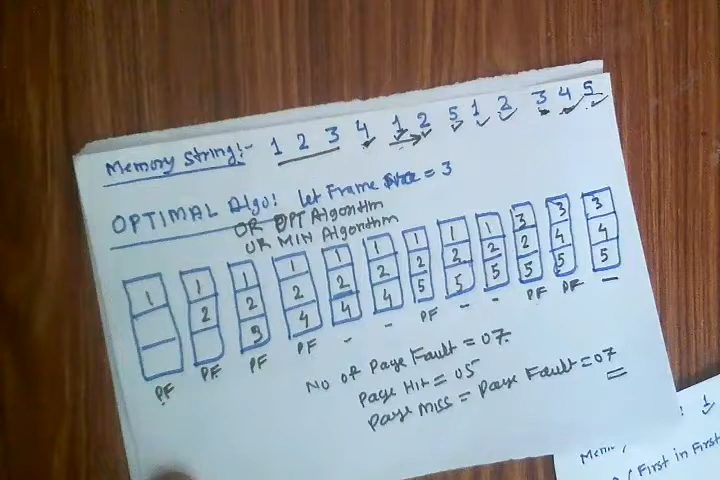 Memory string:- 1 2 3 4 1 2 5 1 2 3 4 5
OPTIMAL Algo: let Frame Size = 3
OR OPT Algorithm
OR MIN Algorithm
1 1 1 1 1 1 1 1 1 3 3 3
2 2 2 2 2 2 2 2 2 4 4
3 4 4 4 5 5 5 5 5 5
PF PF PF PF - - PF - - PF PF -
No of Page Fault = 07.
Page Hit = 05
Page Miss = Page Fault = 07
1
First in First